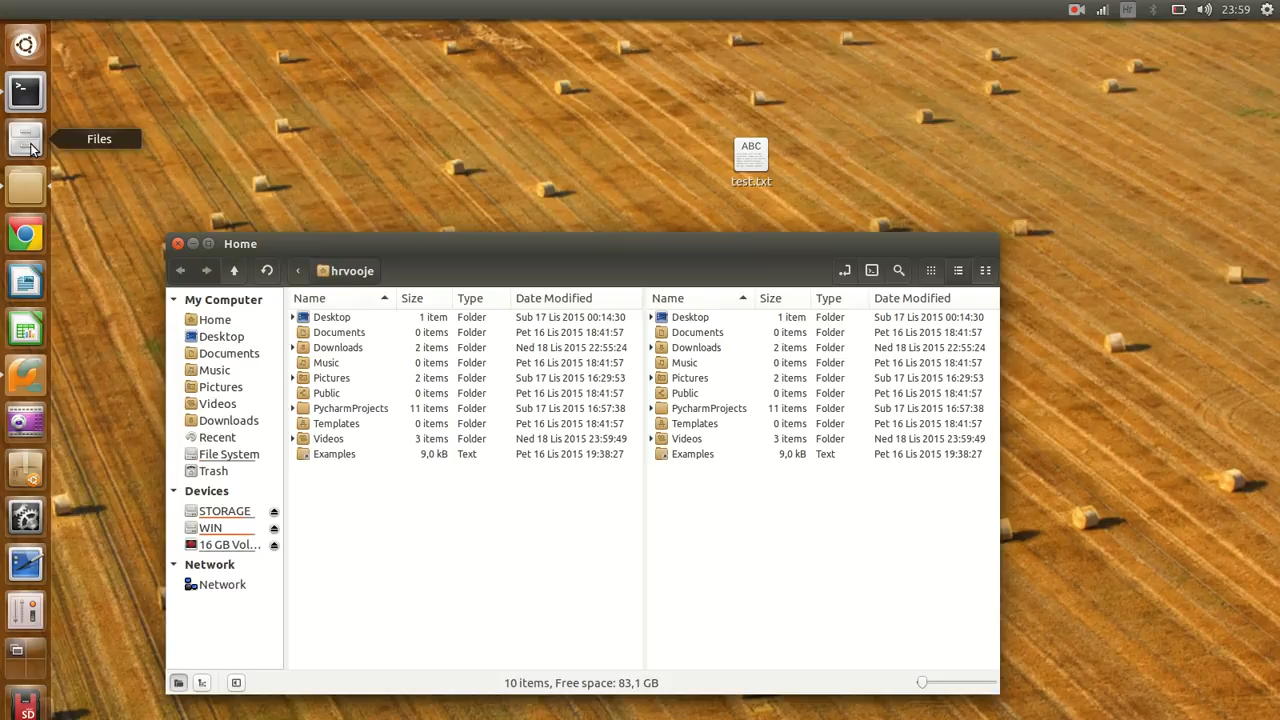 Hr 23:59
>_
Files
ABC
test.txt
Home
‹ hrvooje
My Computer
Home
Desktop
Documents
Music
Pictures
Videos
Downloads
Recent
File System
Trash
Devices
STORAGE
WIN
16 GB Vol...
Network
Network
Name Size Type Date Modified
Desktop 1 item Folder Sub 17 Lis 2015 00:14:30
Documents 0 items Folder Pet 16 Lis 2015 18:41:57
Downloads 2 items Folder Ned 18 Lis 2015 22:55:24
Music 0 items Folder Pet 16 Lis 2015 18:41:57
Pictures 2 items Folder Sub 17 Lis 2015 16:29:53
Public 0 items Folder Pet 16 Lis 2015 18:41:57
PycharmProjects 11 items Folder Sub 17 Lis 2015 16:57:38
Templates 0 items Folder Pet 16 Lis 2015 18:41:57
Videos 3 items Folder Ned 18 Lis 2015 23:59:49
Examples 9,0 kB Text Pet 16 Lis 2015 19:38:27
Name Size Type Date Modified
Desktop 1 item Folder Sub 17 Lis 2015 00:14:30
Documents 0 items Folder Pet 16 Lis 2015 18:41:57
Downloads 2 items Folder Ned 18 Lis 2015 22:55:24
Music 0 items Folder Pet 16 Lis 2015 18:41:57
Pictures 2 items Folder Sub 17 Lis 2015 16:29:53
Public 0 items Folder Pet 16 Lis 2015 18:41:57
PycharmProjects 11 items Folder Sub 17 Lis 2015 16:57:38
Templates 0 items Folder Pet 16 Lis 2015 18:41:57
Videos 3 items Folder Ned 18 Lis 2015 23:59:49
Examples 9,0 kB Text Pet 16 Lis 2015 19:38:27
10 items, Free space: 83,1 GB
SD